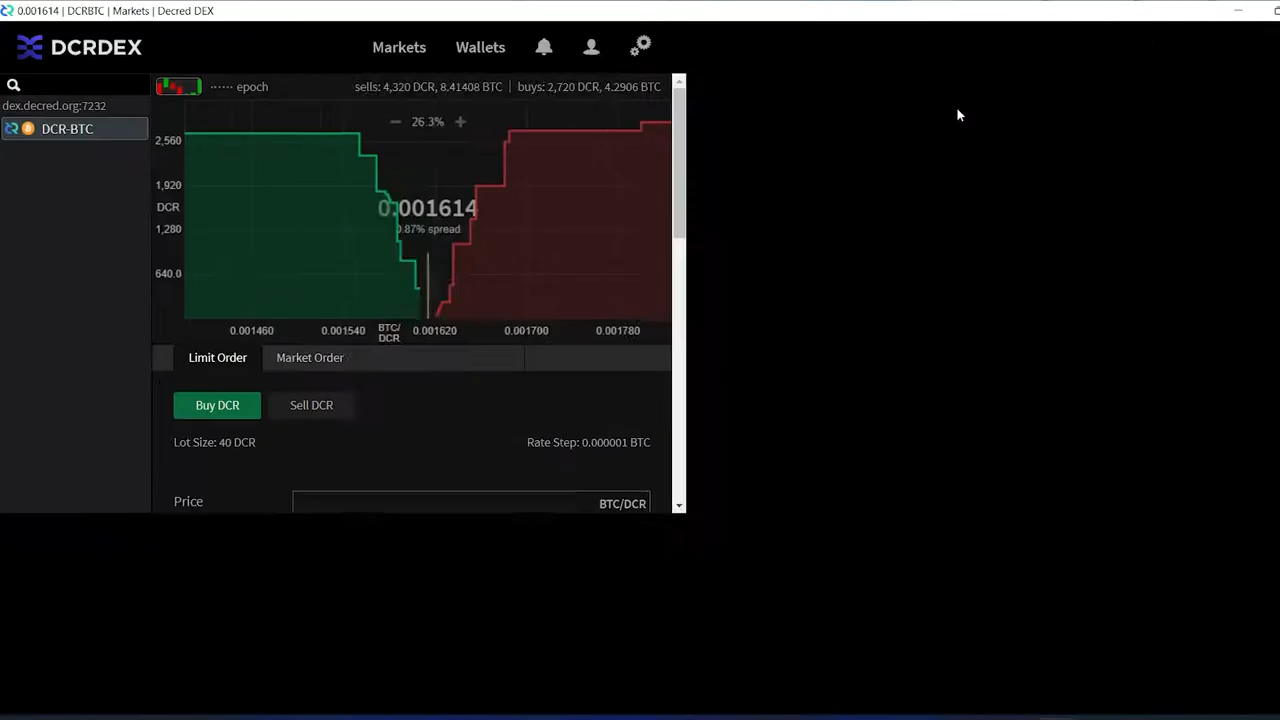 0.001614 | DCRBTC | Markets | Decred DEX
DCRDEX
Markets
Wallets
dex.decred.org:7232
DCR-BTC
epoch
sells: 4,320 DCR, 8.41408 BTC | buys: 2,720 DCR, 4.2906 BTC
− 26.3% +
2,560
1,920
DCR
1,280
640.0
0.001614
0.87% spread
0.001460
0.001540
BTC/
DCR
0.001620
0.001700
0.001780
Limit Order
Market Order
Buy DCR
Sell DCR
Lot Size: 40 DCR
Rate Step: 0.000001 BTC
Price
BTC/DCR